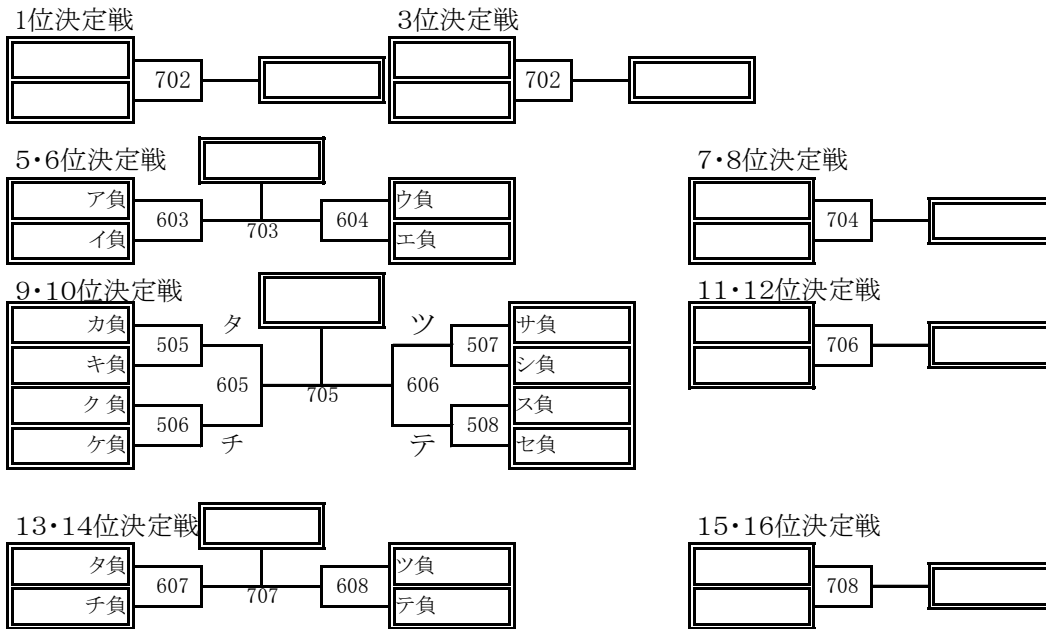 1位決定戦 3位決定戦
702 702
5・6位決定戦 7・8位決定戦
ア負 ウ負
603 703 604 704
イ負 エ負
9・10位決定戦 11・12位決定戦
カ負 タ ツ サ負
505 507 706
キ負 シ負
605 705 606
ク負 ス負
506 508
ケ負 チ テ セ負
13・14位決定戦 15・16位決定戦
タ負 ツ負
607 707 608 708
チ負 テ負